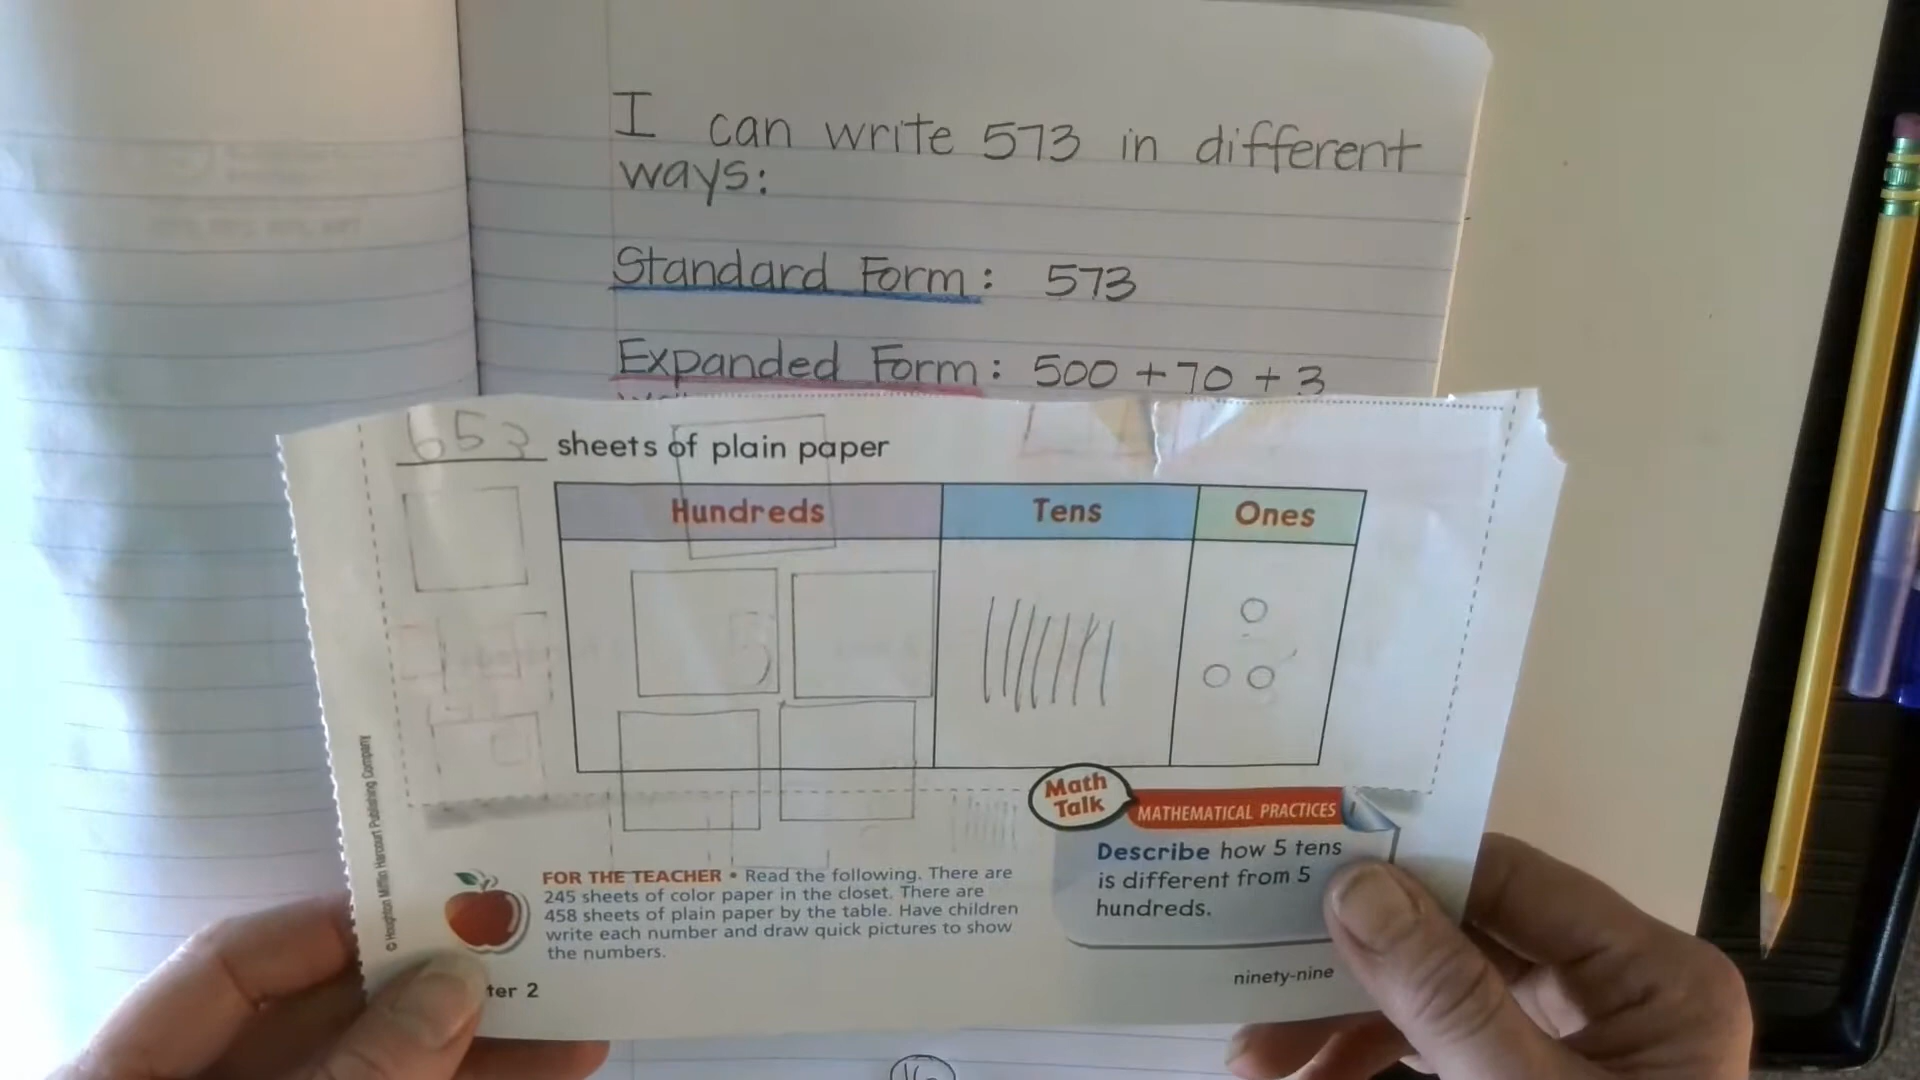 I can write 573 in different
ways:
Standard Form: 573
Expanded Form: 500 + 70 + 3
653 sheets of plain paper
Hundreds Tens Ones
Math
Talk
MATHEMATICAL PRACTICES
Describe how 5 tens
is different from 5
hundreds.
FOR THE TEACHER • Read the following. There are
245 sheets of color paper in the closet. There are
458 sheets of plain paper by the table. Have children
write each number and draw quick pictures to show
the numbers.
© Houghton Mifflin Harcourt Publishing Company
ter 2
ninety-nine